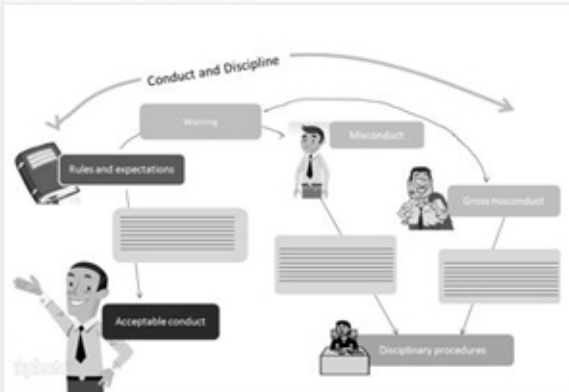 Conduct and Discipline
Warning
Misconduct
Rules and expectations
Gross misconduct
Acceptable conduct
Disciplinary procedures